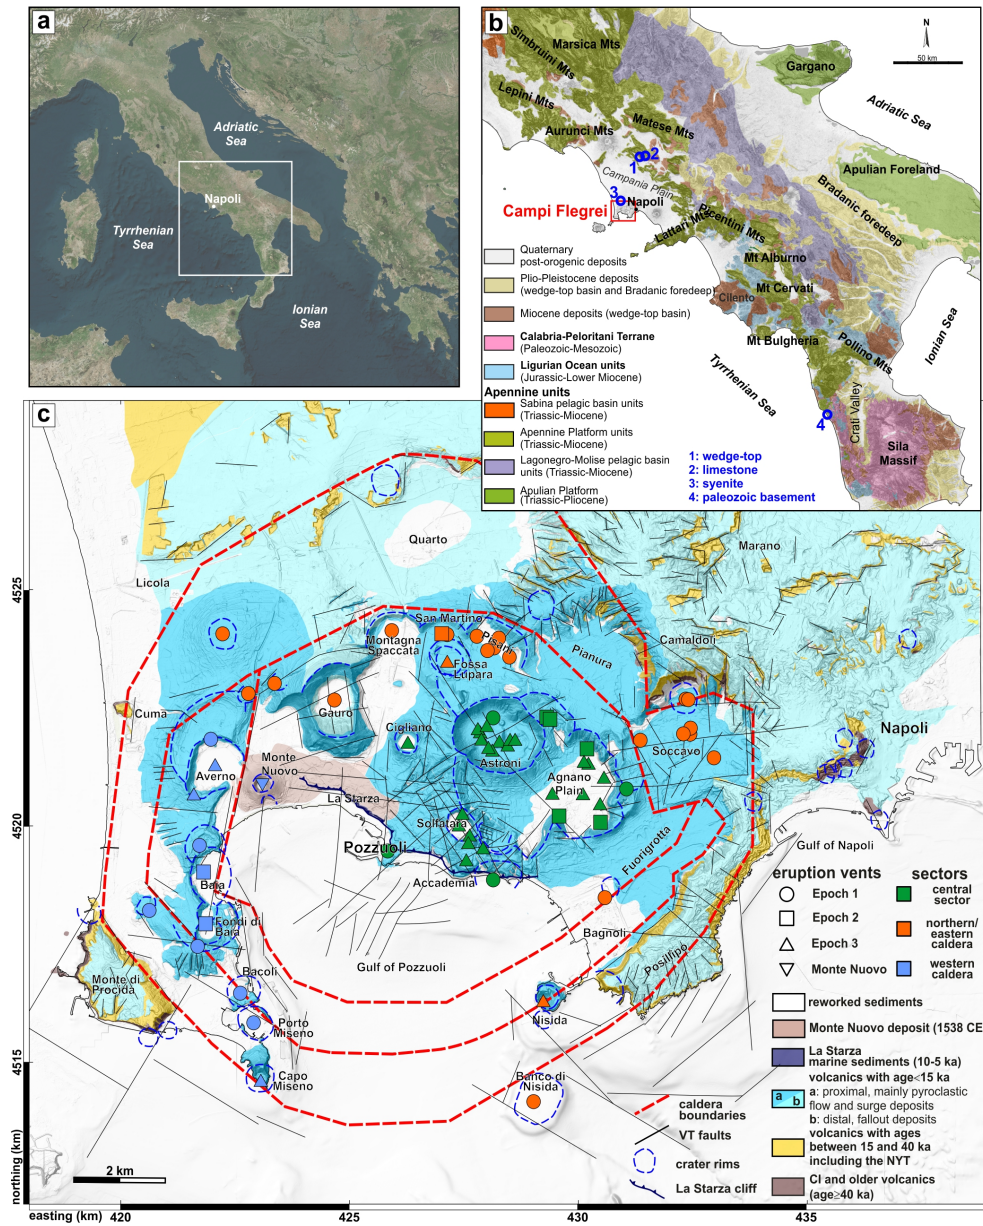 a
Adriatic
Sea
Napoli
Tyrrhenian
Sea
Ionian
Sea
b
N
50 km
Marsica Mts
Simbruini Mts
Gargano
Lepini Mts
Adriatic Sea
Aurunci Mts
Matese Mts
2
1
Apulian Foreland
Campania Plain
Bradanic foredeep
3
Napoli
Campi Flegrei
Lattari Mts
Picentini Mts
Mt Alburno
Mt Cervati
Cilento
Mt Bulgheria
Pollino Mts
Ionian Sea
Tyrrhenian Sea
Crati Valley
4
Sila
Massif
Quaternary
post-orogenic deposits
Plio-Pleistocene deposits
(wedge-top basin and Bradanic foredeep)
Miocene deposits (wedge-top basin)
Calabria-Peloritani Terrane
(Paleozoic-Mesozoic)
Ligurian Ocean units
(Jurassic-Lower Miocene)
Apennine units
Sabina pelagic basin units
(Triassic-Miocene)
Apennine Platform units
(Triassic-Miocene)
Lagonegro-Molise pelagic basin
units (Triassic-Miocene)
Apulian Platform
(Triassic-Pliocene)
1: wedge-top
2: limestone
3: syenite
4: paleozoic basement
c
Quarto
Marano
Licola
San Martino
Montagna
Spaccata
Pisani
Fossa
Lupara
Pianura
Camaldoli
Cuma
Gauro
Cigliano
Astroni
Soccavo
Napoli
Averno
Monte
Nuovo
Agnano
Plain
La Starza
Solfatara
Pozzuoli
Fuorigrotta
Gulf of Napoli
Accademia
Baia
Fondi di
Baia
Bagnoli
Gulf of Pozzuoli
Posillipo
Monte di
Procida
Bacoli
Porto
Miseno
Nisida
Capo
Miseno
Banco di
Nisida
eruption vents
Epoch 1
Epoch 2
Epoch 3
Monte Nuovo
sectors
central
sector
northern/
eastern
caldera
western
caldera
reworked sediments
Monte Nuovo deposit (1538 CE
La Starza
marine sediments (10-5 ka)
volcanics with age<15 ka
a b
a: proximal, mainly pyroclastic
flow and surge deposits
b: distal, fallout deposits
volcanics with ages
between 15 and 40 ka
including the NYT
CI and older volcanics
(age≥40 ka)
caldera
boundaries
VT faults
crater rims
La Starza cliff
2 km
4525
4520
4515
northing (km)
easting (km)
420
425
430
435